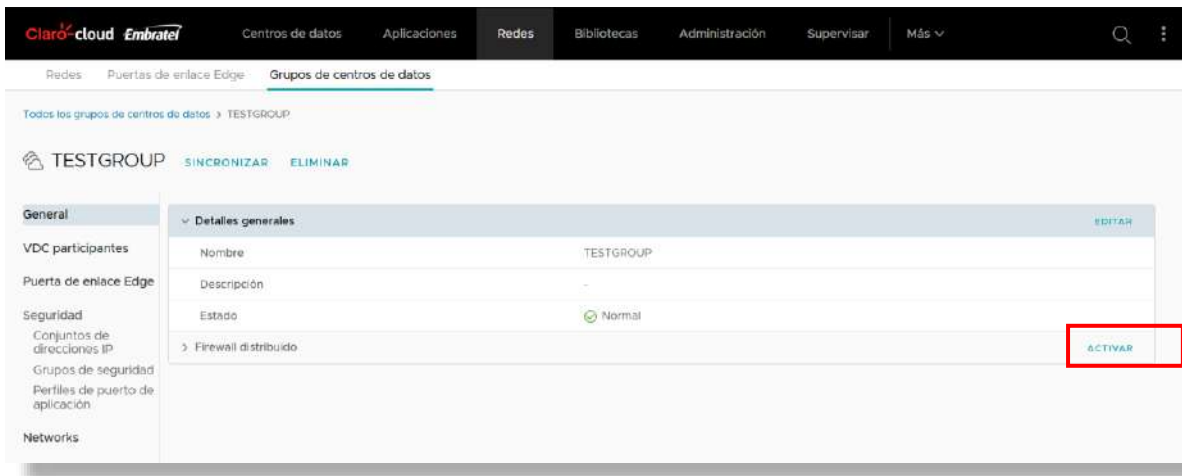 Claro-cloud Embratel Centros de datos Aplicaciones Redes Bibliotecas Administración Supervisar Más
Redes Puertas de enlace Edge Grupos de centros de datos
Todos los grupos de centros de datos > TESTGROUP
TESTGROUP SINCRONIZAR ELIMINAR
General
Detalles generales EDITAR
VDC participantes
Nombre TESTGROUP
Puerta de enlace Edge
Descripción -
Seguridad
Estado Normal
Conjuntos de
direcciones IP
Firewall distribuido ACTIVAR
Grupos de seguridad
Perfiles de puerto de
aplicación
Networks